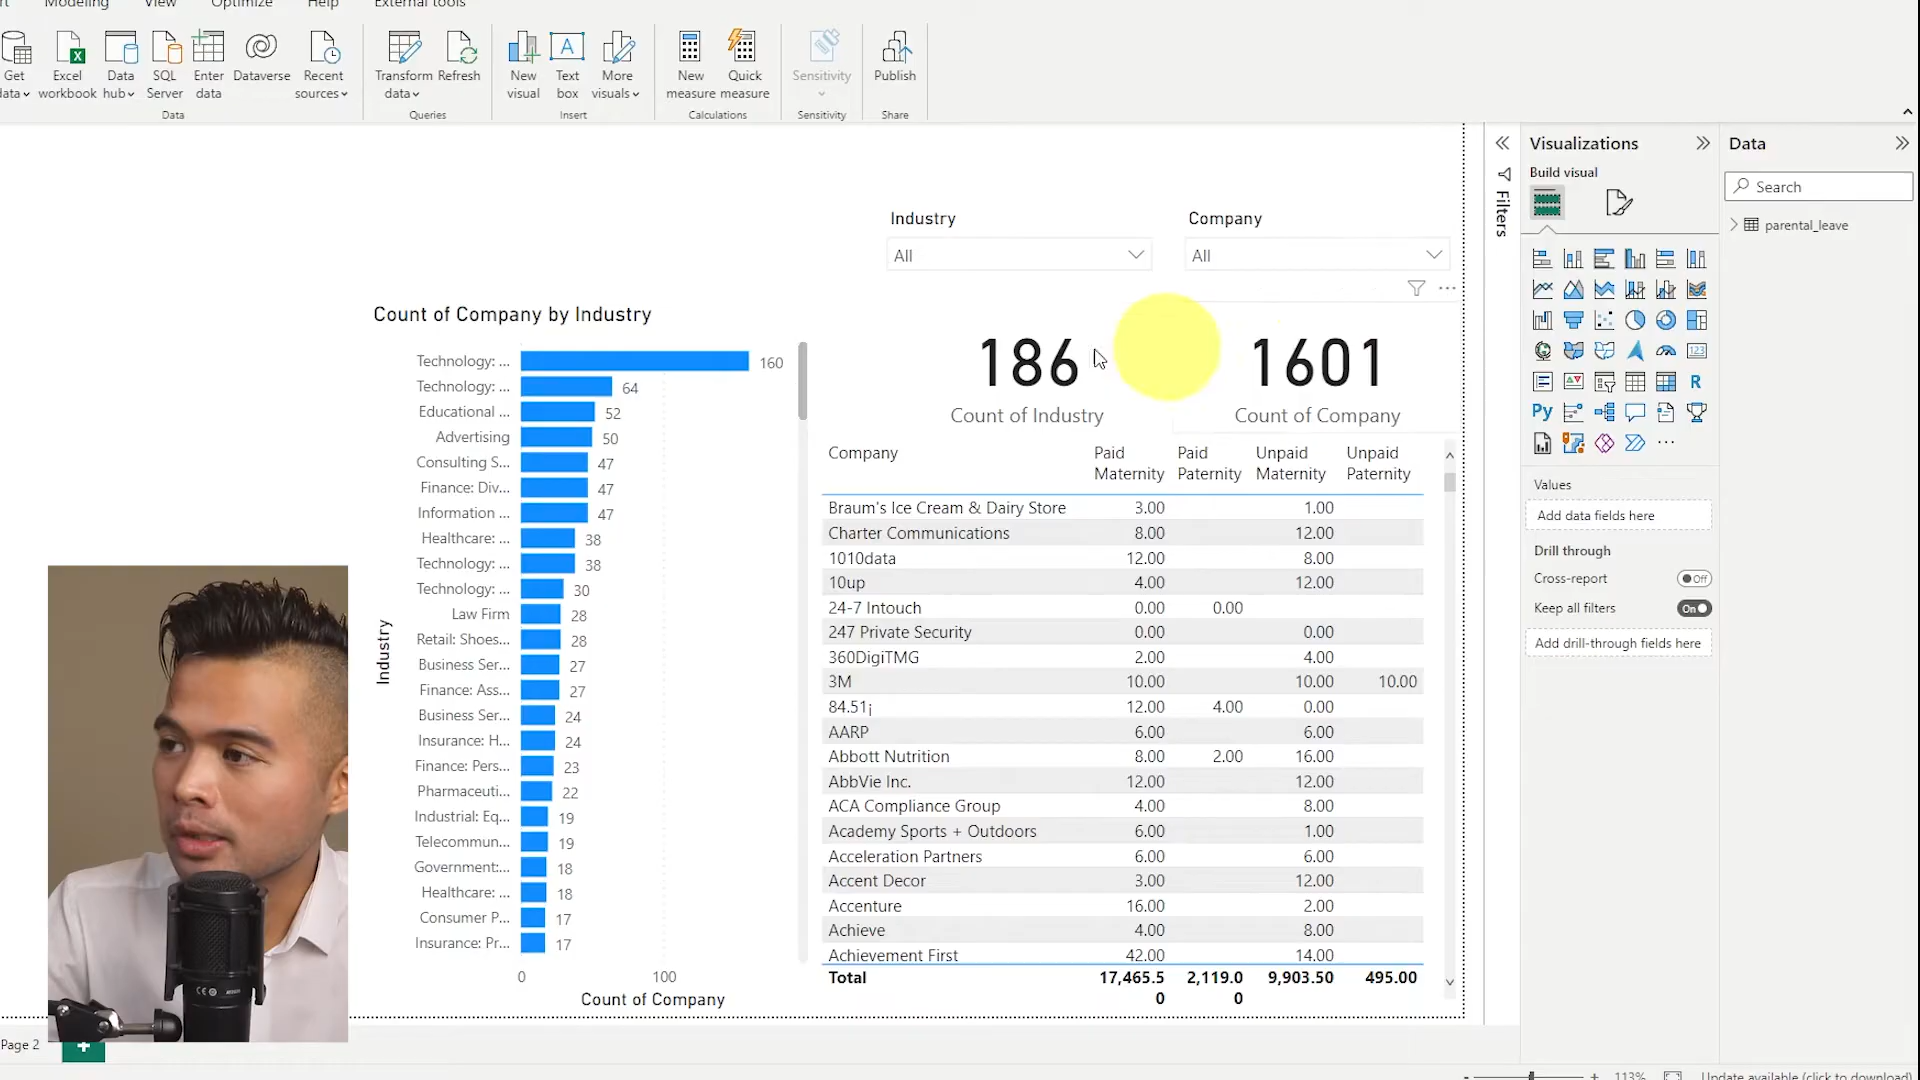 Modeling
View
Optimize
Help
External tools
Get
data
Excel
workbook
Data
hub
SQL
Server
Enter
data
Dataverse
Recent
sources
Transform
data
Refresh
New
visual
Text
box
More
visuals
New
measure
Quick
measure
Sensitivity
Publish
Data
Queries
Insert
Calculations
Sensitivity
Share
Industry
All
Company
All
186
Count of Industry
1601
Count of Company
Count of Company by Industry
Industry
Technology: ... 160
Technology: ... 64
Educational ... 52
Advertising 50
Consulting S... 47
Finance: Div... 47
Information ... 47
Healthcare: ... 38
Technology: ... 38
Technology: ... 30
Law Firm 28
Retail: Shoes... 28
Business Ser... 27
Finance: Ass... 27
Business Ser... 24
Insurance: H... 24
Finance: Pers... 23
Pharmaceuti... 22
Industrial: Eq... 19
Telecommun... 19
Government:... 18
Healthcare: ... 18
Consumer P... 17
Insurance: Pr... 17
0 100
Count of Company
Company Paid Maternity Paid Paternity Unpaid Maternity Unpaid Paternity
Braum's Ice Cream & Dairy Store 3.00 1.00
Charter Communications 8.00 12.00
1010data 12.00 8.00
10up 4.00 12.00
24-7 Intouch 0.00 0.00
247 Private Security 0.00 0.00
360DigiTMG 2.00 4.00
3M 10.00 10.00 10.00
84.51¡ 12.00 4.00 0.00
AARP 6.00 6.00
Abbott Nutrition 8.00 2.00 16.00
AbbVie Inc. 12.00 12.00
ACA Compliance Group 4.00 8.00
Academy Sports + Outdoors 6.00 1.00
Acceleration Partners 6.00 6.00
Accent Decor 3.00 12.00
Accenture 16.00 2.00
Achieve 4.00 8.00
Achievement First 42.00 14.00
Total 17,465.50 2,119.00 9,903.50 495.00
Filters
Visualizations
Build visual
R
Py
123
Values
Add data fields here
Drill through
Cross-report Off
Keep all filters On
Add drill-through fields here
Data
Search
parental_leave
Page 2
+
- + 113%
Update available (click to download)